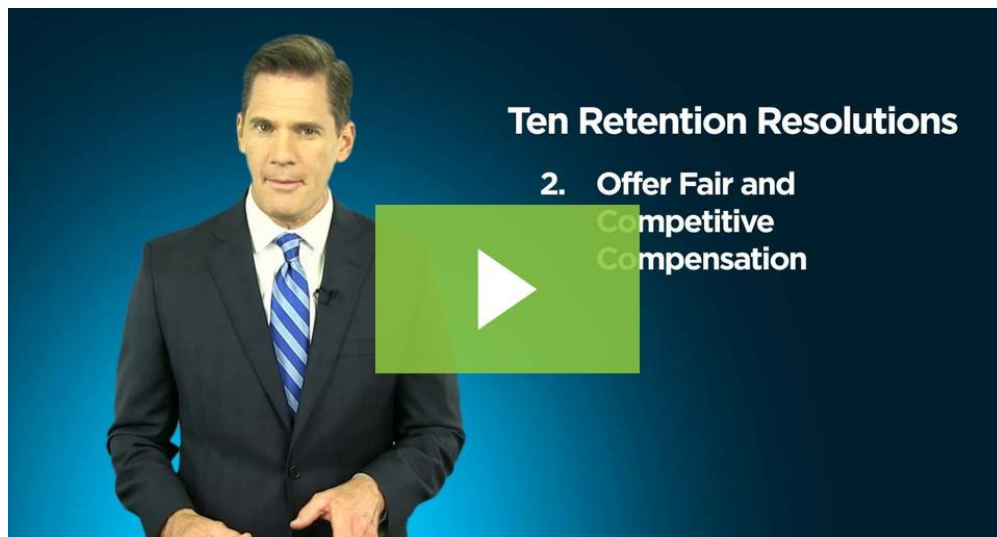 Ten Retention Resolutions
2. Offer Fair and
Competitive
Compensation